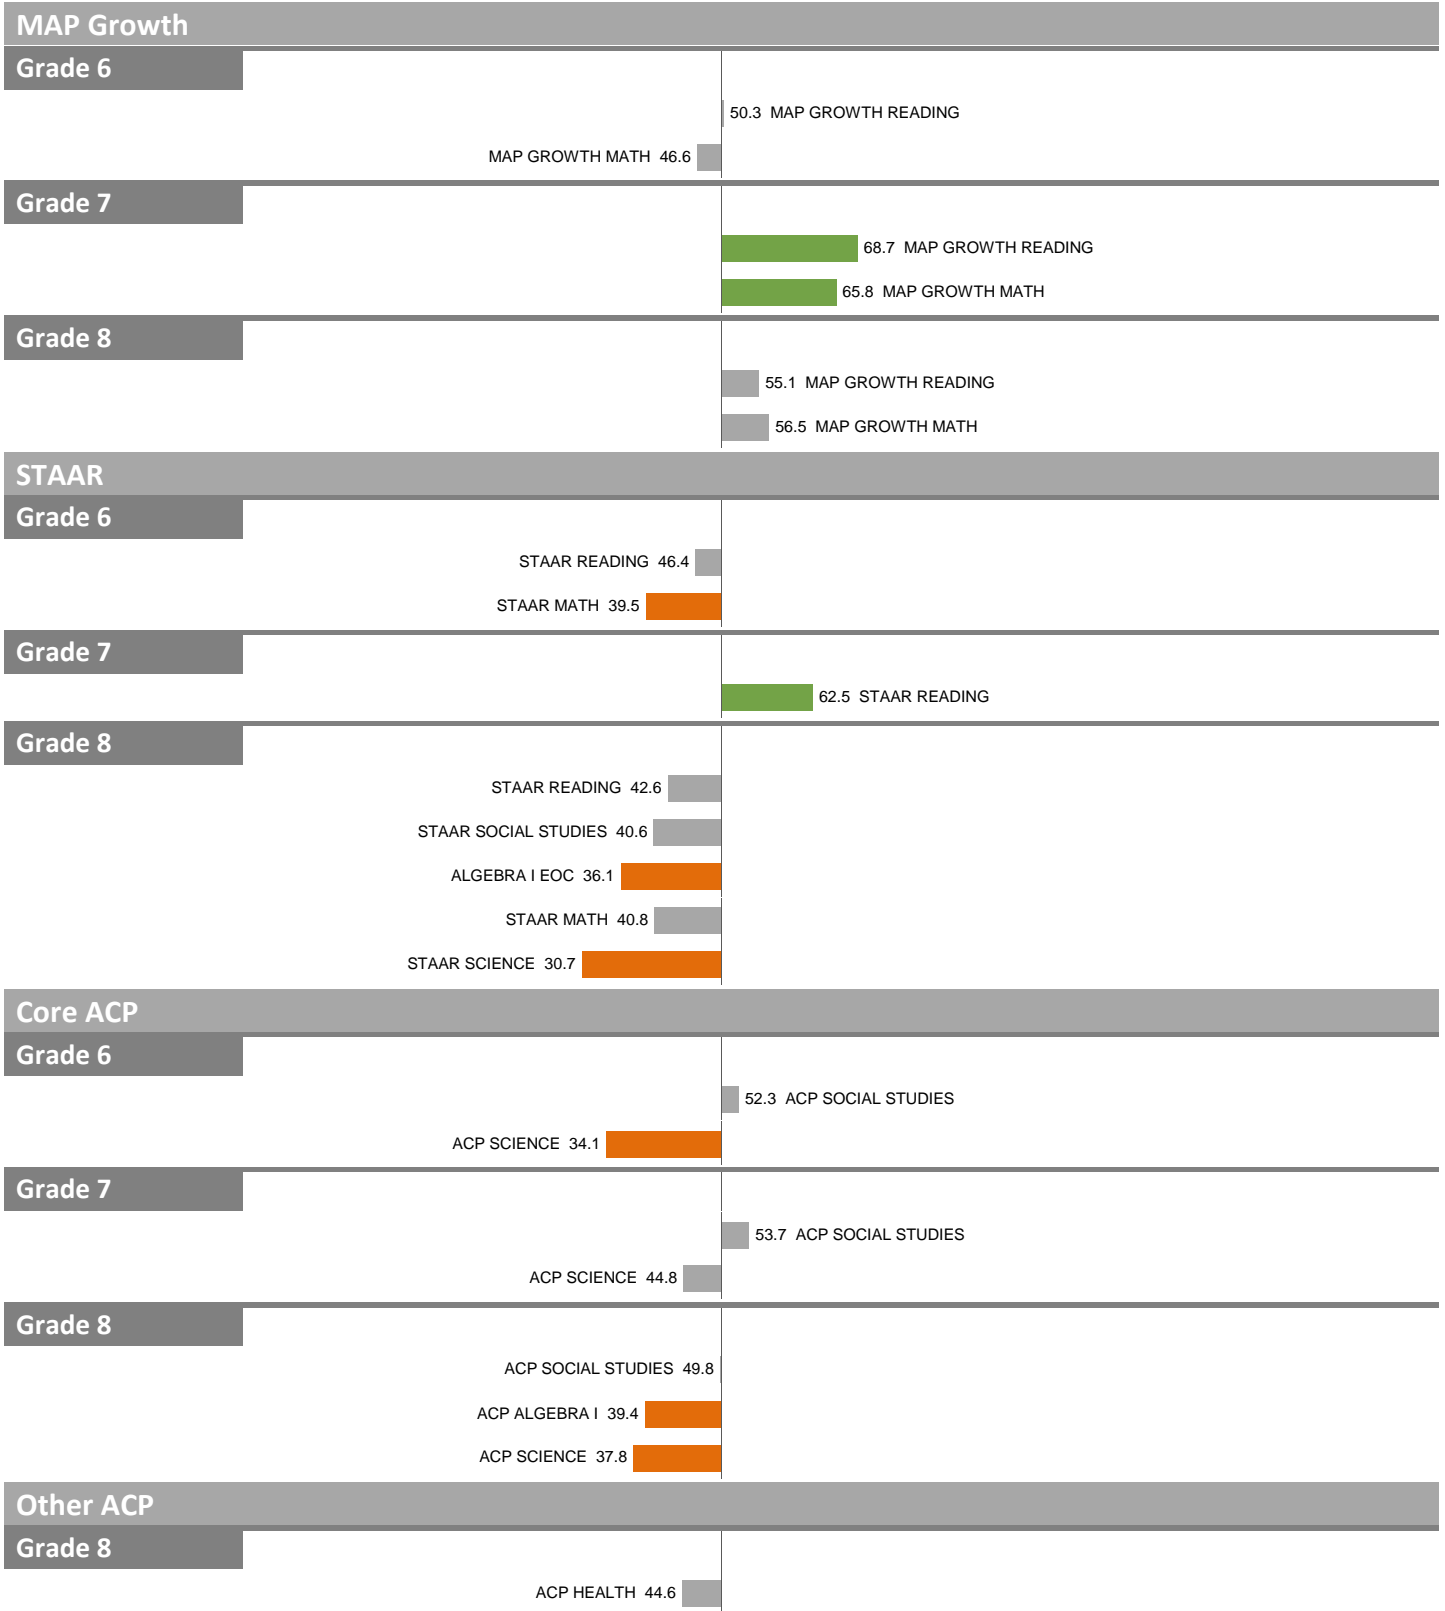 MAP Growth
Grade 6
50.3 MAP GROWTH READING
MAP GROWTH MATH 46.6
Grade 7
68.7 MAP GROWTH READING
65.8 MAP GROWTH MATH
Grade 8
55.1 MAP GROWTH READING
56.5 MAP GROWTH MATH
STAAR
Grade 6
STAAR READING 46.4
STAAR MATH 39.5
Grade 7
62.5 STAAR READING
Grade 8
STAAR READING 42.6
STAAR SOCIAL STUDIES 40.6
ALGEBRA I EOC 36.1
STAAR MATH 40.8
STAAR SCIENCE 30.7
Core ACP
Grade 6
52.3 ACP SOCIAL STUDIES
ACP SCIENCE 34.1
Grade 7
53.7 ACP SOCIAL STUDIES
ACP SCIENCE 44.8
Grade 8
ACP SOCIAL STUDIES 49.8
ACP ALGEBRA I 39.4
ACP SCIENCE 37.8
Other ACP
Grade 8
ACP HEALTH 44.6